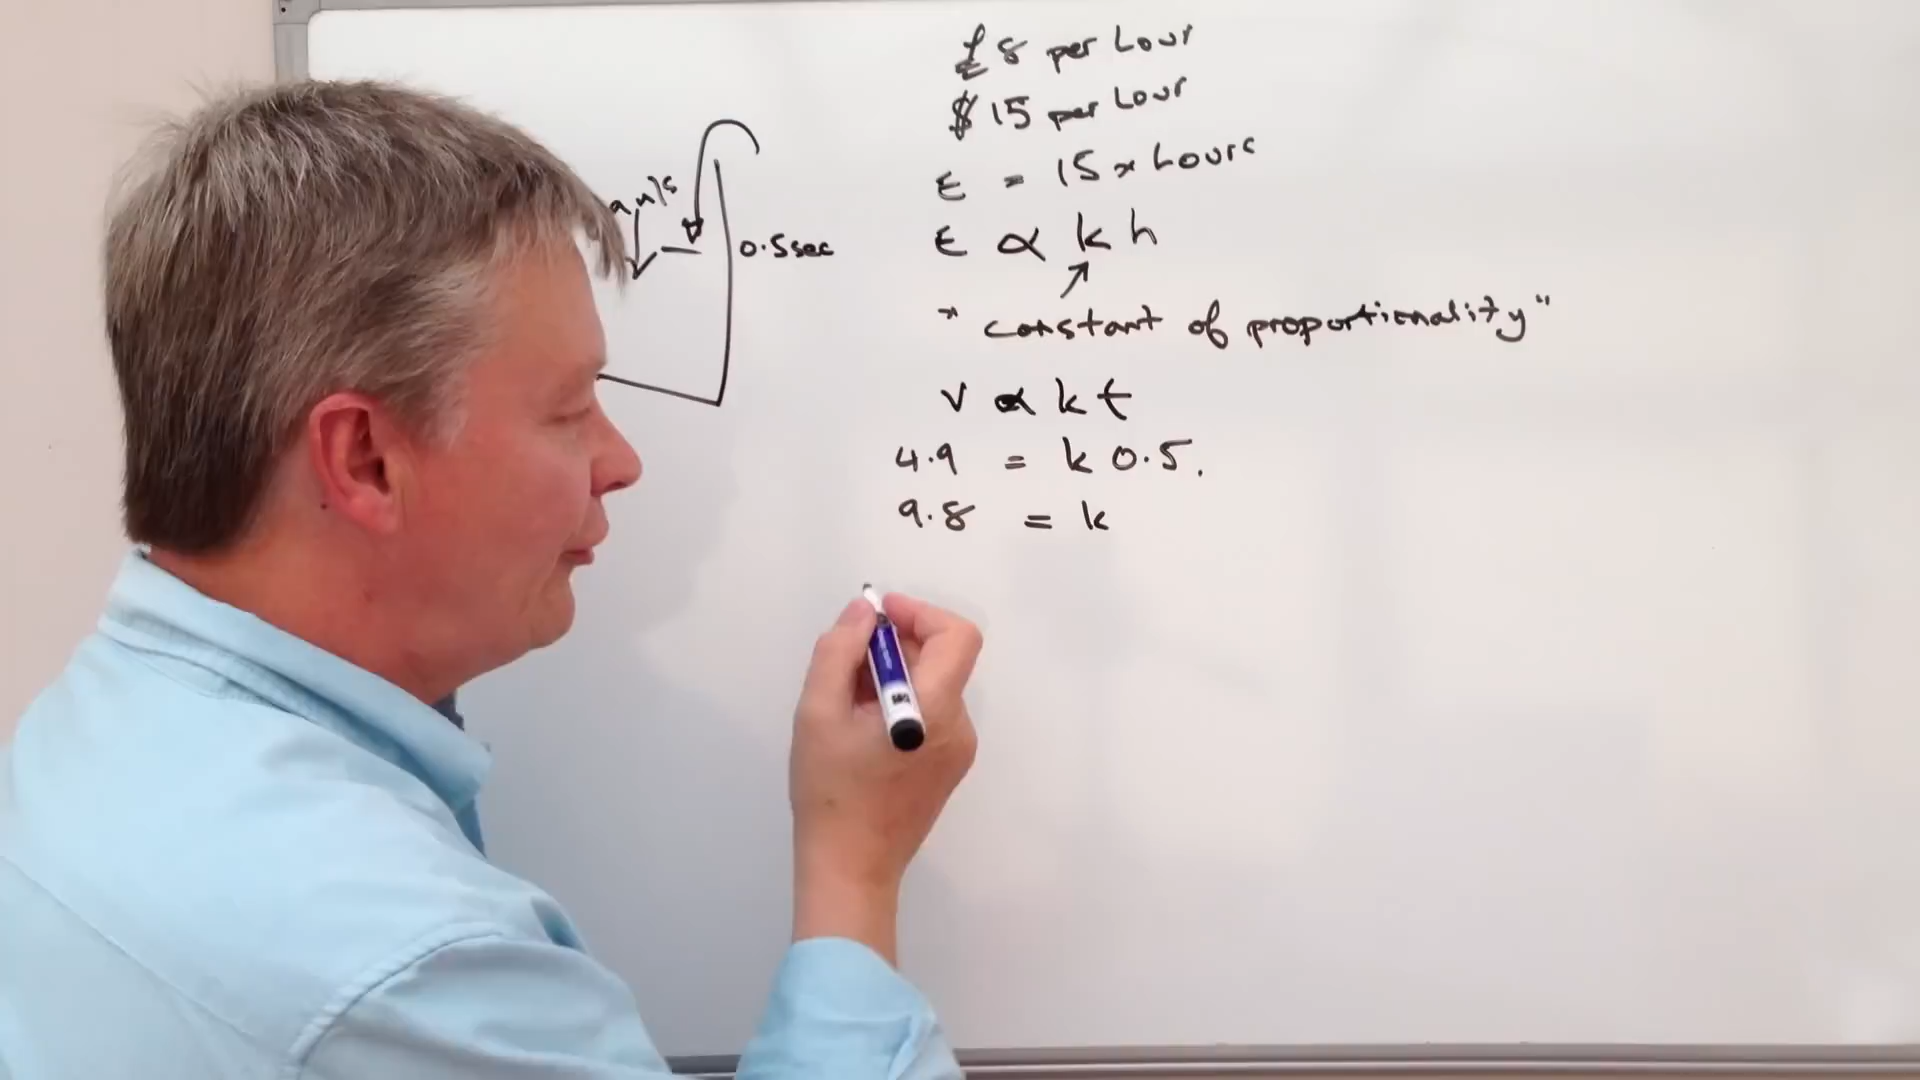 £8 per hour
$15 per hour
E = 15 x hours
E ∝ k h
"constant of proportionality"
v ∝ k t
4.9 = k 0.5.
9.8 = k
m/s
0.5sec